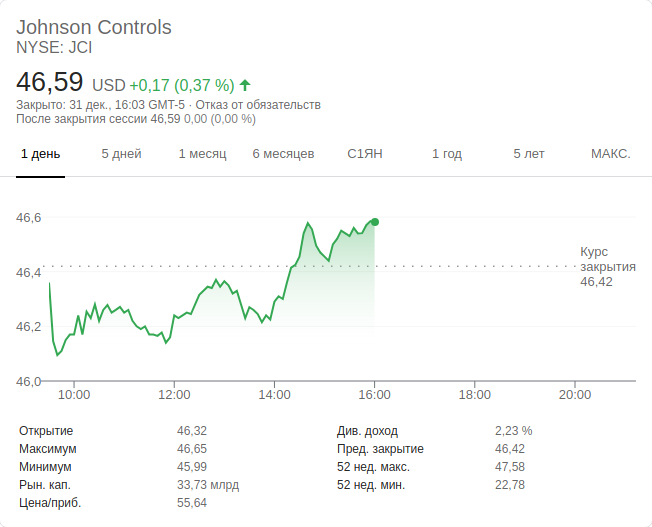 Johnson Controls
NYSE: JCI
46,59 USD +0,17 (0,37 %)
Закрыто: 31 дек., 16:03 GMT-5 · Отказ от обязательств
После закрытия сессии 46,59 0,00 (0,00 %)
1 день 5 дней 1 месяц 6 месяцев С1ЯН 1 год 5 лет МАКС.
46,6
46,4
46,2
46,0
Курс
закрытия
46,42
10:00 12:00 14:00 16:00 18:00 20:00
Открытие 46,32
Максимум 46,65
Минимум 45,99
Рын. кап. 33,73 млрд
Цена/приб. 55,64
Див. доход 2,23 %
Пред. закрытие 46,42
52 нед. макс. 47,58
52 нед. мин. 22,78